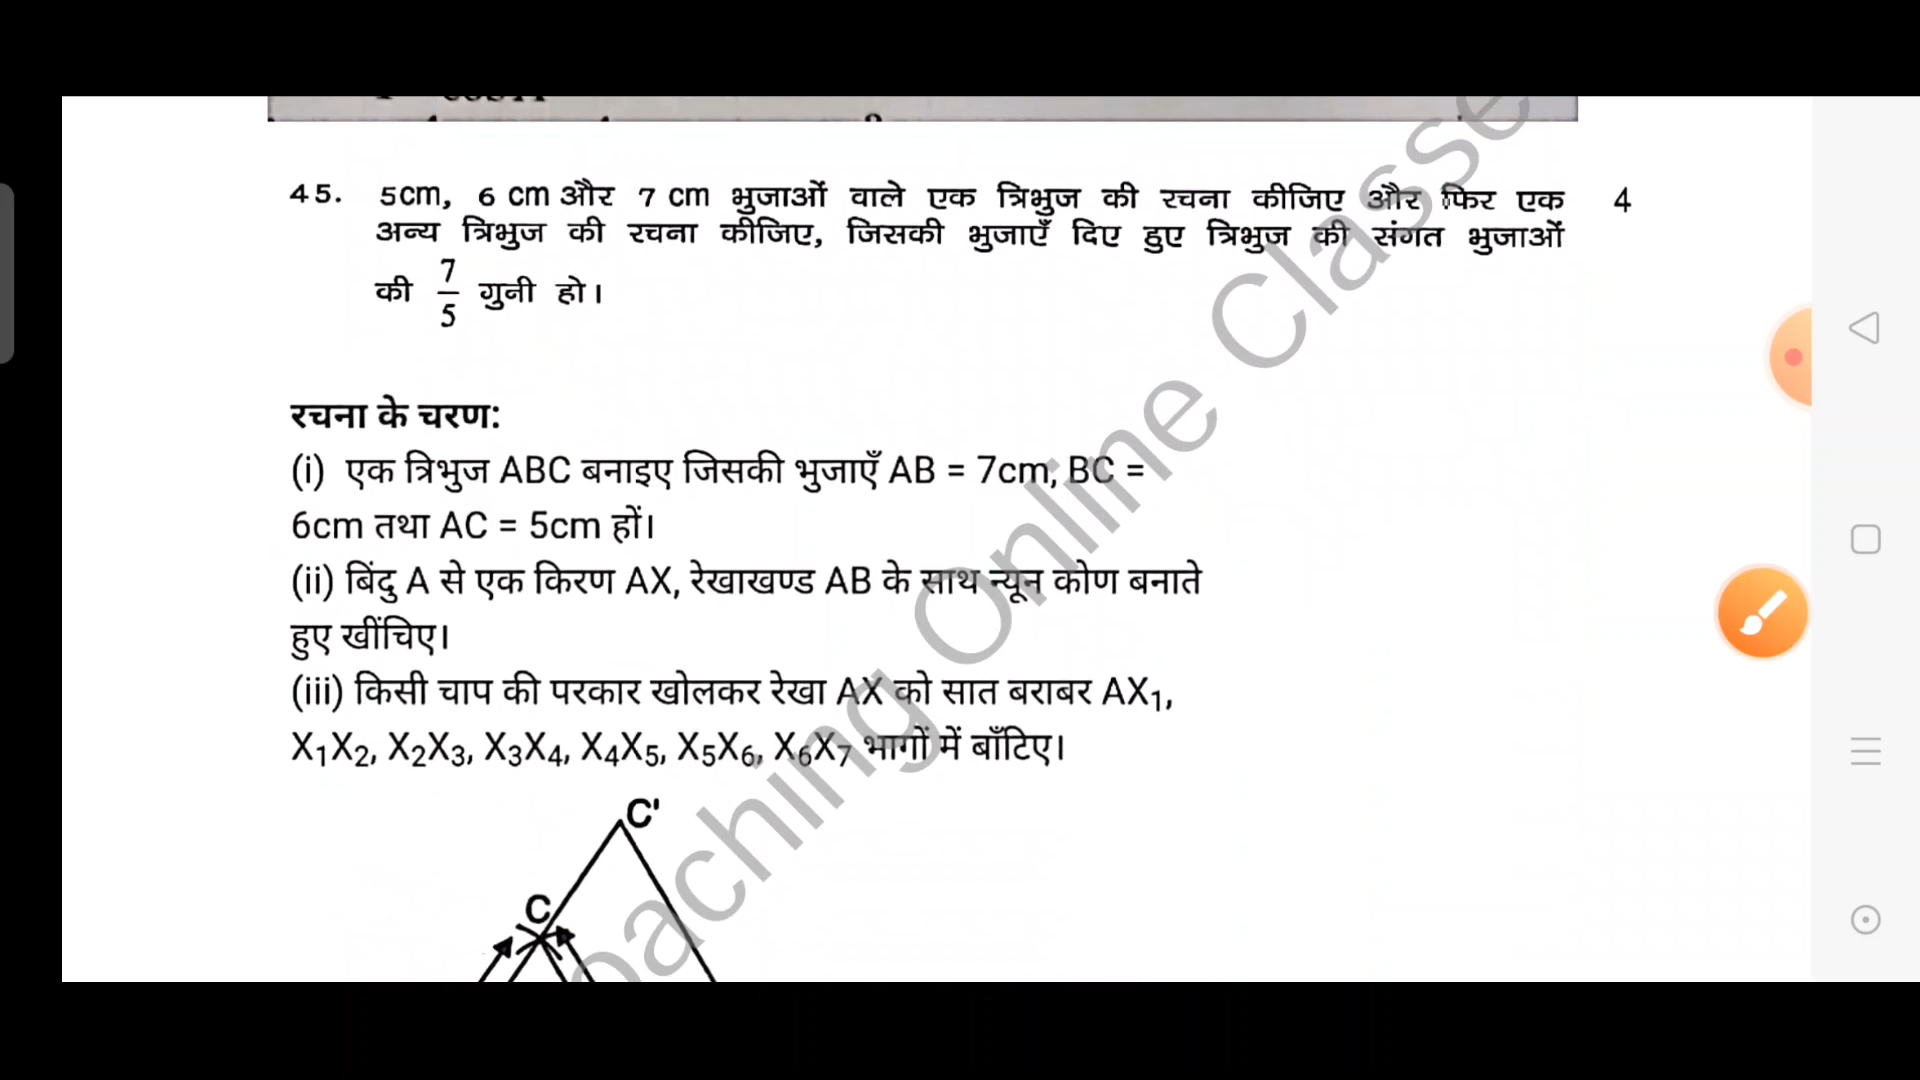 45. 5cm, 6 cm और 7 cm भुजाओं वाले एक त्रिभुज की रचना कीजिए और फिर एक 4
अन्य त्रिभुज की रचना कीजिए, जिसकी भुजाएँ दिए हुए त्रिभुज की संगत भुजाओं
की 7/5 गुनी हो।
रचना के चरण:
(i) एक त्रिभुज ABC बनाइए जिसकी भुजाएँ AB = 7cm, BC =
6cm तथा AC = 5cm हों।
(ii) बिंदु A से एक किरण AX, रेखाखण्ड AB के साथ न्यून कोण बनाते
हुए खींचिए।
(iii) किसी चाप की परकार खोलकर रेखा AX को सात बराबर AX₁,
X₁X₂, X₂X₃, X₃X₄, X₄X₅, X₅X₆, X₆X₇ भागों में बाँटिए।
C'
C
oaching Online Classe